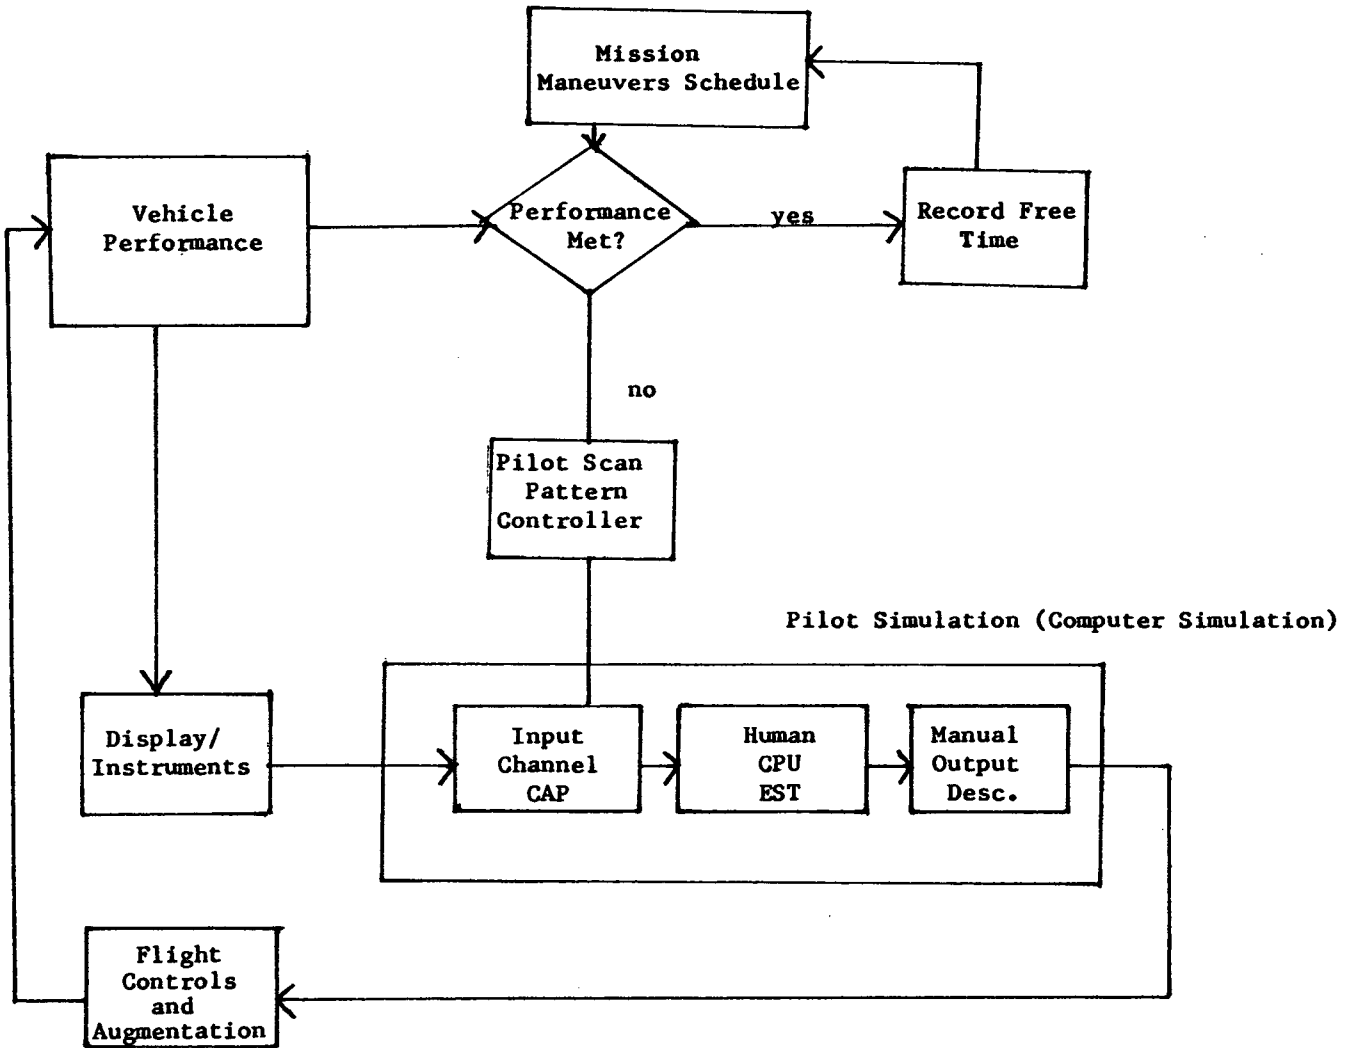 Mission
Maneuvers Schedule
Vehicle
Performance
Performance
Met?
yes
Record Free
Time
no
Pilot Scan
Pattern
Controller
Pilot Simulation (Computer Simulation)
Display/
Instruments
Input
Channel
CAP
Human
CPU
EST
Manual
Output
Desc.
Flight
Controls
and
Augmentation